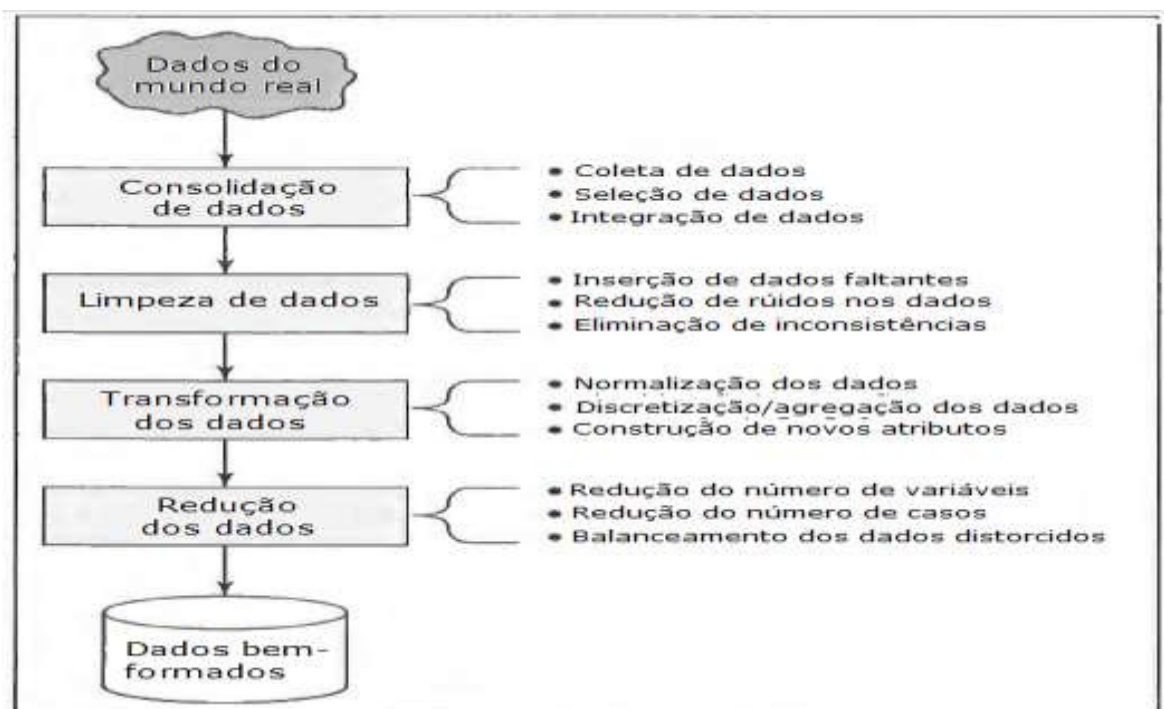 Dados do
mundo real
Consolidação
de dados
• Coleta de dados
• Seleção de dados
• Integração de dados
Limpeza de dados
• Inserção de dados faltantes
• Redução de rúidos nos dados
• Eliminação de inconsistências
Transformação
dos dados
• Normalização dos dados
• Discretização/agregação dos dados
• Construção de novos atributos
Redução
dos dados
• Redução do número de variáveis
• Redução do número de casos
• Balanceamento dos dados distorcidos
Dados bem-
formados